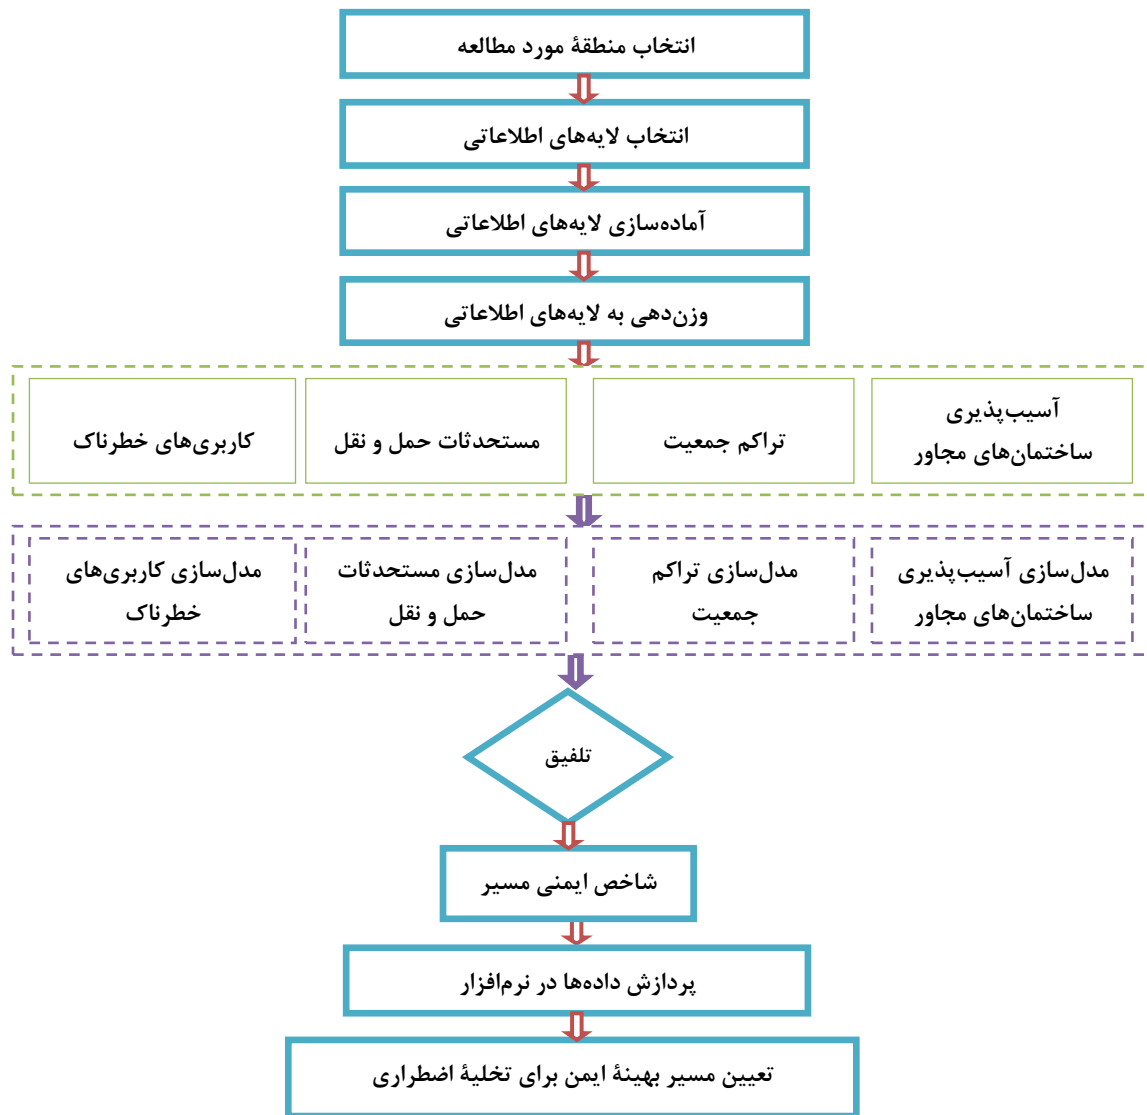 انتخاب منطقۀ مورد مطالعه
انتخاب لایه‌های اطلاعاتی
آماده‌سازی لایه‌های اطلاعاتی
وزن‌دهی به لایه‌های اطلاعاتی
آسیب‌پذیری
ساختمان‌های مجاور
تراکم جمعیت
مستحدثات حمل و نقل
کاربری‌های خطرناک
مدل‌سازی آسیب‌پذیری
ساختمان‌های مجاور
مدل‌سازی تراکم
جمعیت
مدل‌سازی مستحدثات
حمل و نقل
مدل‌سازی کاربری‌های
خطرناک
تلفیق
شاخص ایمنی مسیر
پردازش داده‌ها در نرم‌افزار
تعیین مسیر بهینۀ ایمن برای تخلیۀ اضطراری